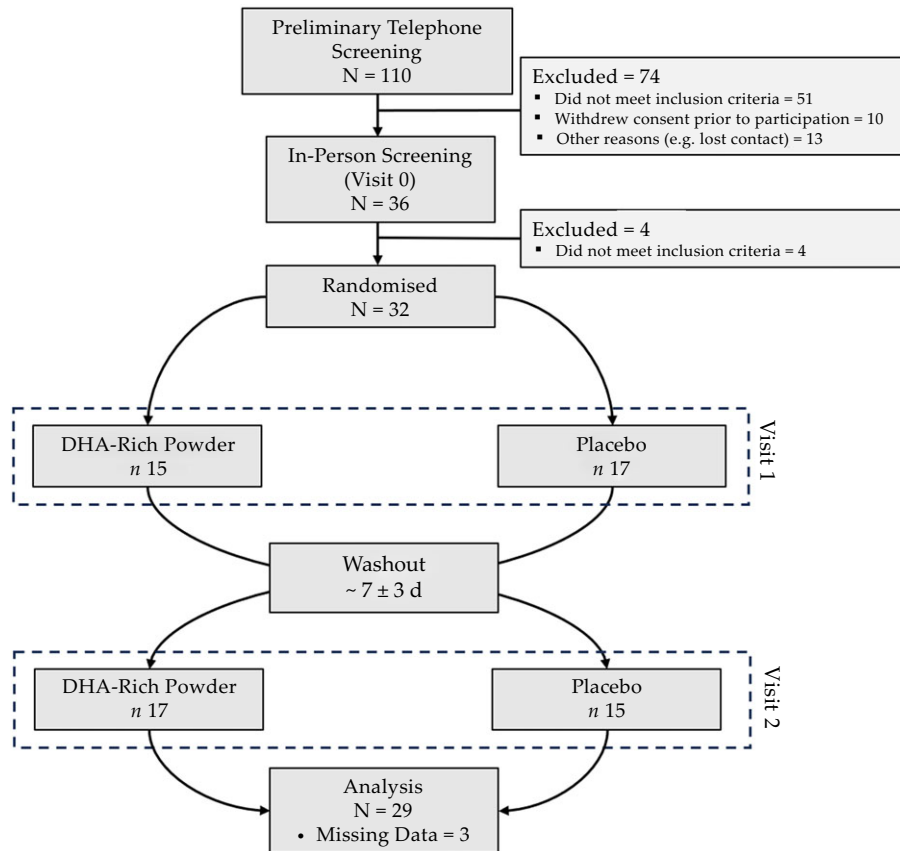 Preliminary Telephone
Screening
N = 110
Excluded = 74
▪ Did not meet inclusion criteria = 51
▪ Withdrew consent prior to participation = 10
▪ Other reasons (e.g. lost contact) = 13
In-Person Screening
(Visit 0)
N = 36
Excluded = 4
▪ Did not meet inclusion criteria = 4
Randomised
N = 32
DHA-Rich Powder
n 15
Placebo
n 17
Visit 1
Washout
~ 7 ± 3 d
DHA-Rich Powder
n 17
Placebo
n 15
Visit 2
Analysis
N = 29
• Missing Data = 3